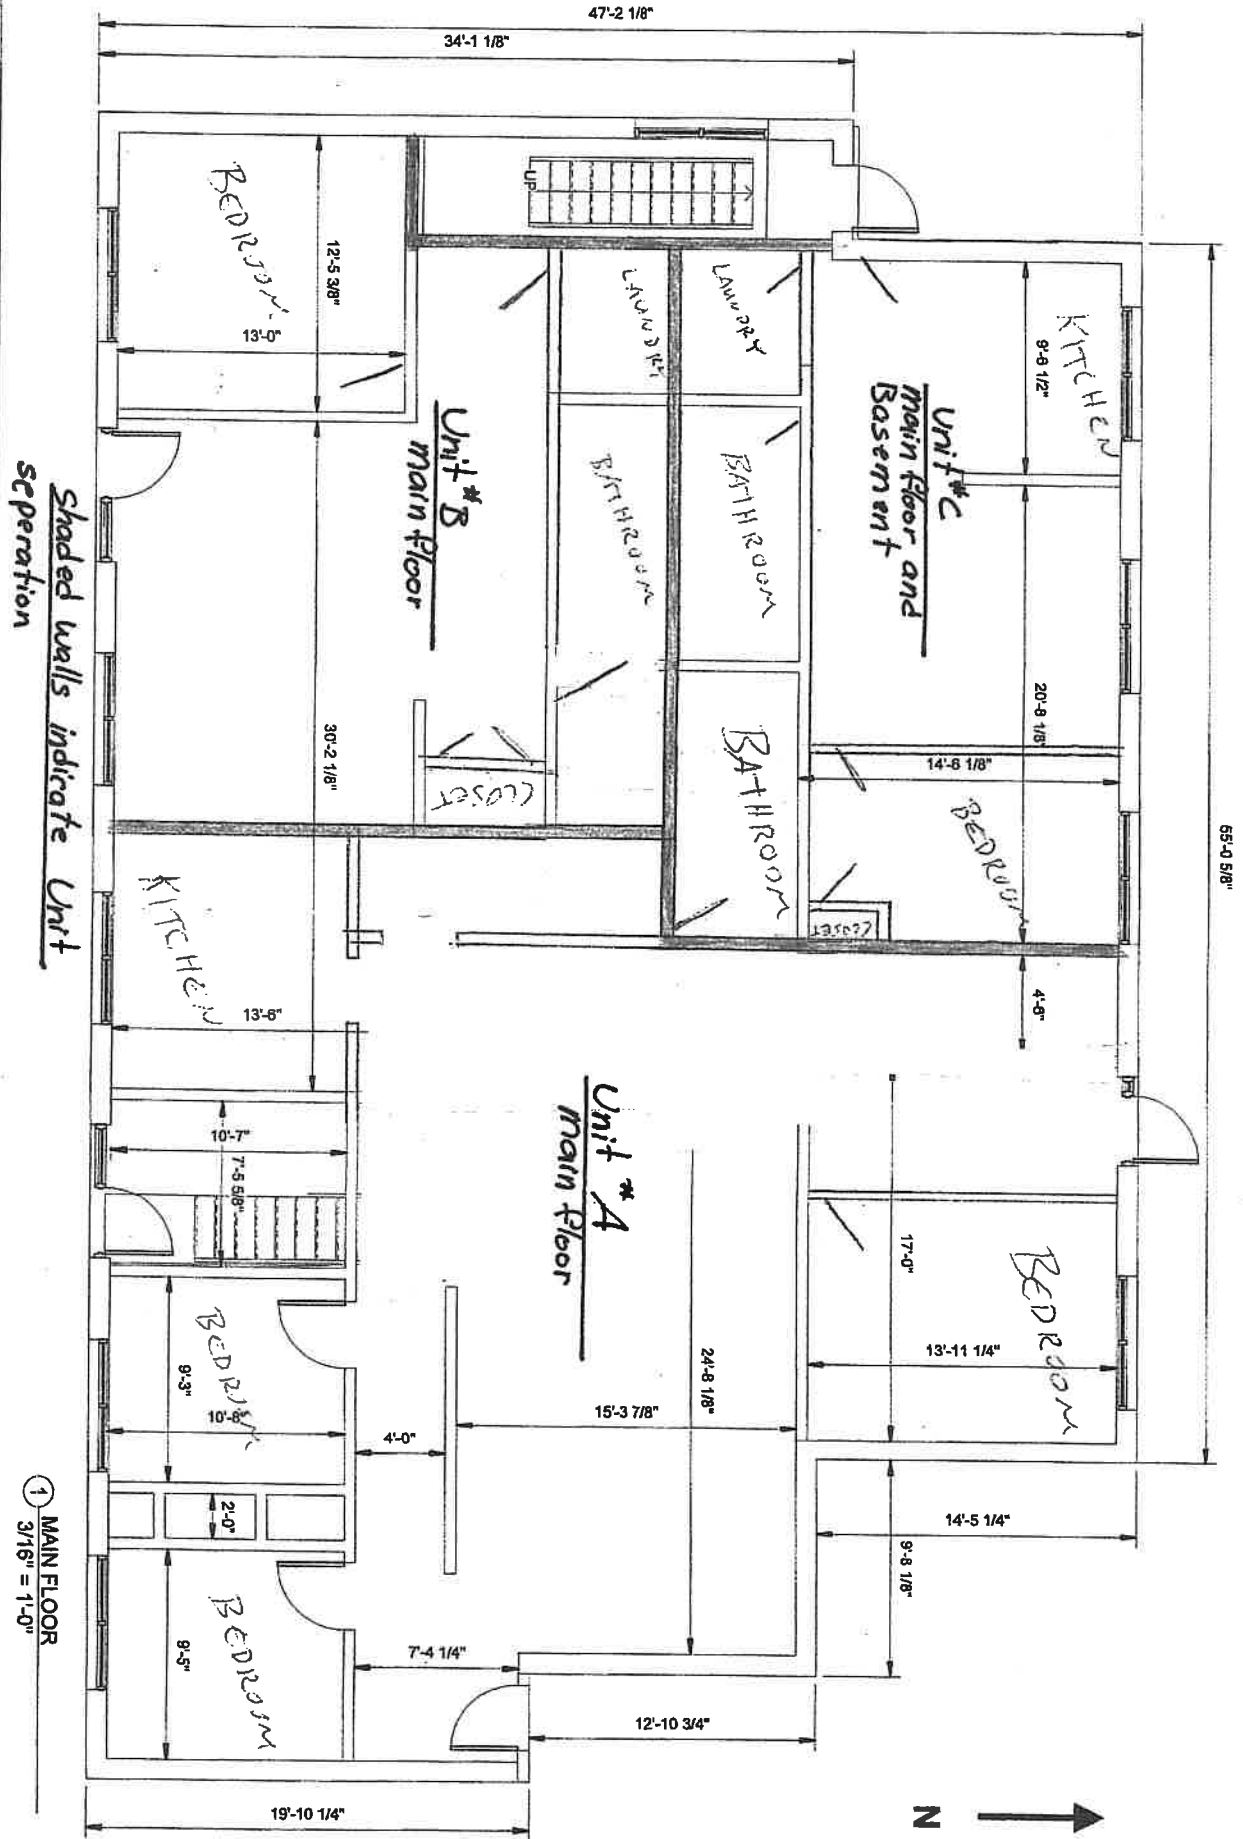 47'-2 1/8"
34'-1 1/8"
UP
BEDROOM
12'-5 3/8"
13'-0"
LAUNDRY
LAUNDRY
KITCHEN
9'-6 1/2"
Unit #C
main floor and
Basement
Unit #B
main floor
BATHROOM
BATHROOM
20'-8 1/8"
14'-6 1/8"
BEDROOM
BATHROOM
CLOSET
CLOSET
30'-2 1/8"
65'-0 5/8"
Shaded walls indicate Unit
seperation
KITCHEN
13'-6"
4'-6"
Unit # A
main floor
10'-7"
7'-5 5/8"
17'-0"
BEDROOM
13'-11 1/4"
24'-8 1/8"
15'-3 7/8"
BEDROOM
9'-3"
10'-6"
4'-0"
2'-0"
14'-5 1/4"
9'-8 1/8"
BEDROOM
9'-5"
7'-4 1/4"
12'-10 3/4"
19'-10 1/4"
N
1 MAIN FLOOR
3/16" = 1'-0"